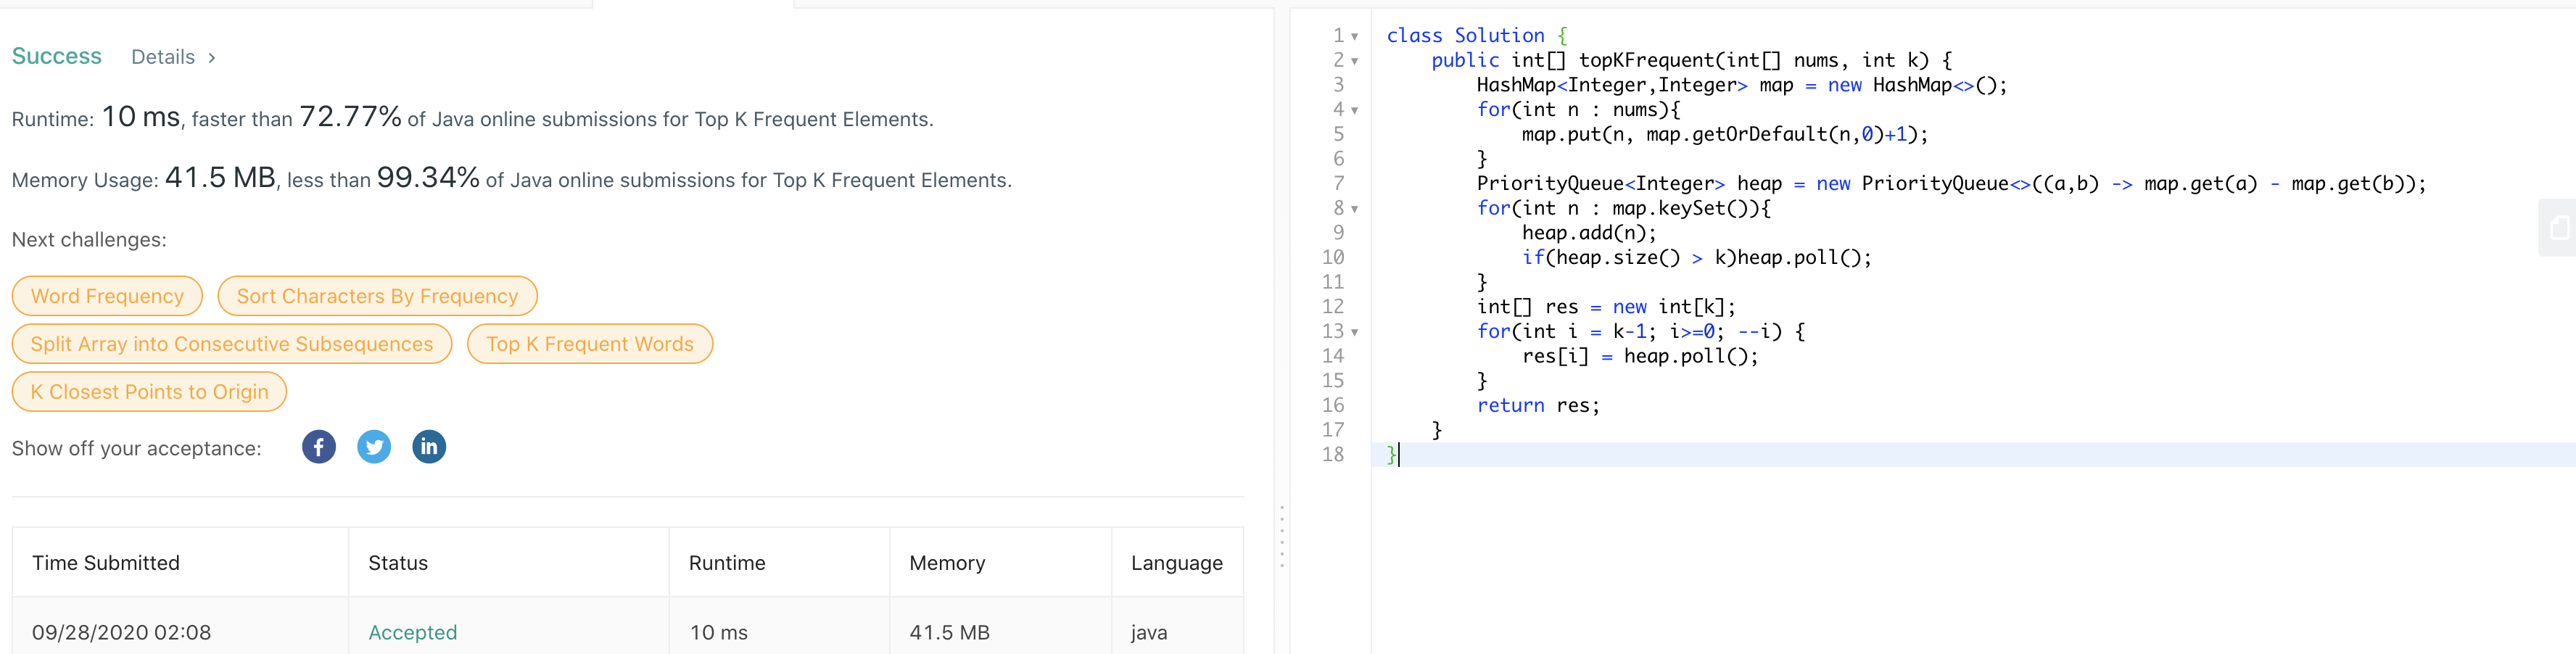 Success Details >
Runtime: 10 ms, faster than 72.77% of Java online submissions for Top K Frequent Elements.
Memory Usage: 41.5 MB, less than 99.34% of Java online submissions for Top K Frequent Elements.
Next challenges:
Word Frequency Sort Characters By Frequency
Split Array into Consecutive Subsequences Top K Frequent Words
K Closest Points to Origin
Show off your acceptance: f in
Time Submitted Status Runtime Memory Language
09/28/2020 02:08 Accepted 10 ms 41.5 MB java
1 class Solution {
2     public int[] topKFrequent(int[] nums, int k) {
3         HashMap<Integer,Integer> map = new HashMap<>();
4         for(int n : nums){
5             map.put(n, map.getOrDefault(n,0)+1);
6         }
7         PriorityQueue<Integer> heap = new PriorityQueue<>((a,b) -> map.get(a) - map.get(b));
8         for(int n : map.keySet()){
9             heap.add(n);
10             if(heap.size() > k)heap.poll();
11         }
12         int[] res = new int[k];
13         for(int i = k-1; i>=0; --i) {
14             res[i] = heap.poll();
15         }
16         return res;
17     }
18 }